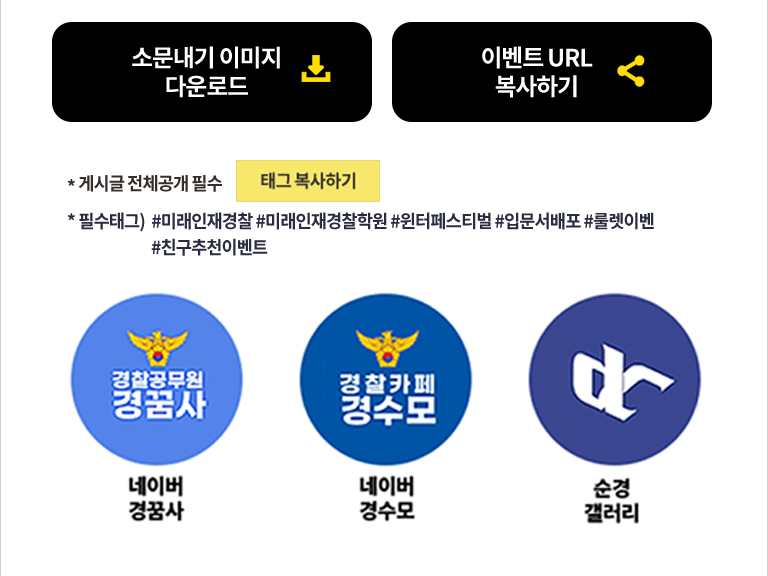 소문내기 이미지
다운로드
이벤트 URL
복사하기
* 게시글 전체공개 필수
태그 복사하기
* 필수태그) #미래인재경찰 #미래인재경찰학원 #윈터페스티벌 #입문서배포 #룰렛이벤
#친구추천이벤트
경찰공무원
경꿈사
경찰카페
경수모
dc
네이버
경꿈사
네이버
경수모
순경
갤러리